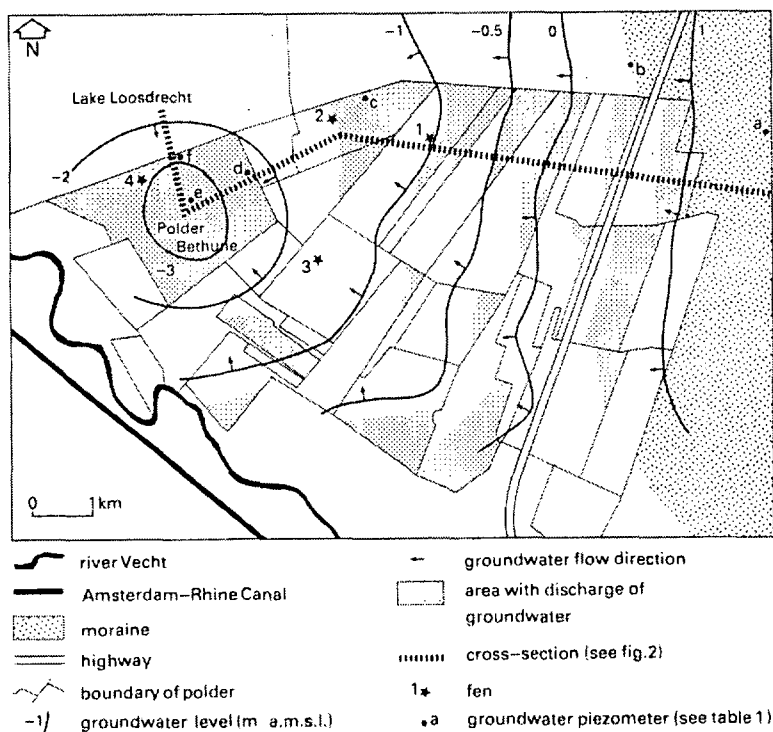 N
-1
-0.5
0
1
b
a
Lake Loosdrecht
2
c
1
f
d
-2
4
e
Polder
Bethune
3
-3
0 1 km
river Vecht
Amsterdam-Rhine Canal
moraine
highway
boundary of polder
-1/ groundwater level (m a.m.s.l.)
groundwater flow direction
area with discharge of
groundwater
cross-section (see fig.2)
1 fen
a groundwater piezometer (see table 1)